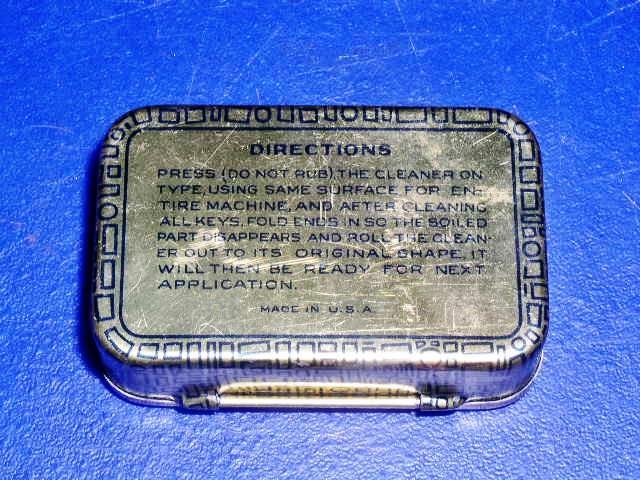 DIRECTIONS
PRESS (DO NOT RUB), THE CLEANER ON
TYPE, USING SAME SURFACE FOR EN-
TIRE MACHINE, AND AFTER CLEANING
ALL KEYS, FOLD ENDS IN SO THE SOILED
PART DISAPPEARS AND ROLL THE CLEAN-
ER OUT TO ITS ORIGINAL SHAPE. IT
WILL THEN BE READY FOR NEXT
APPLICATION.
MADE IN U.S.A